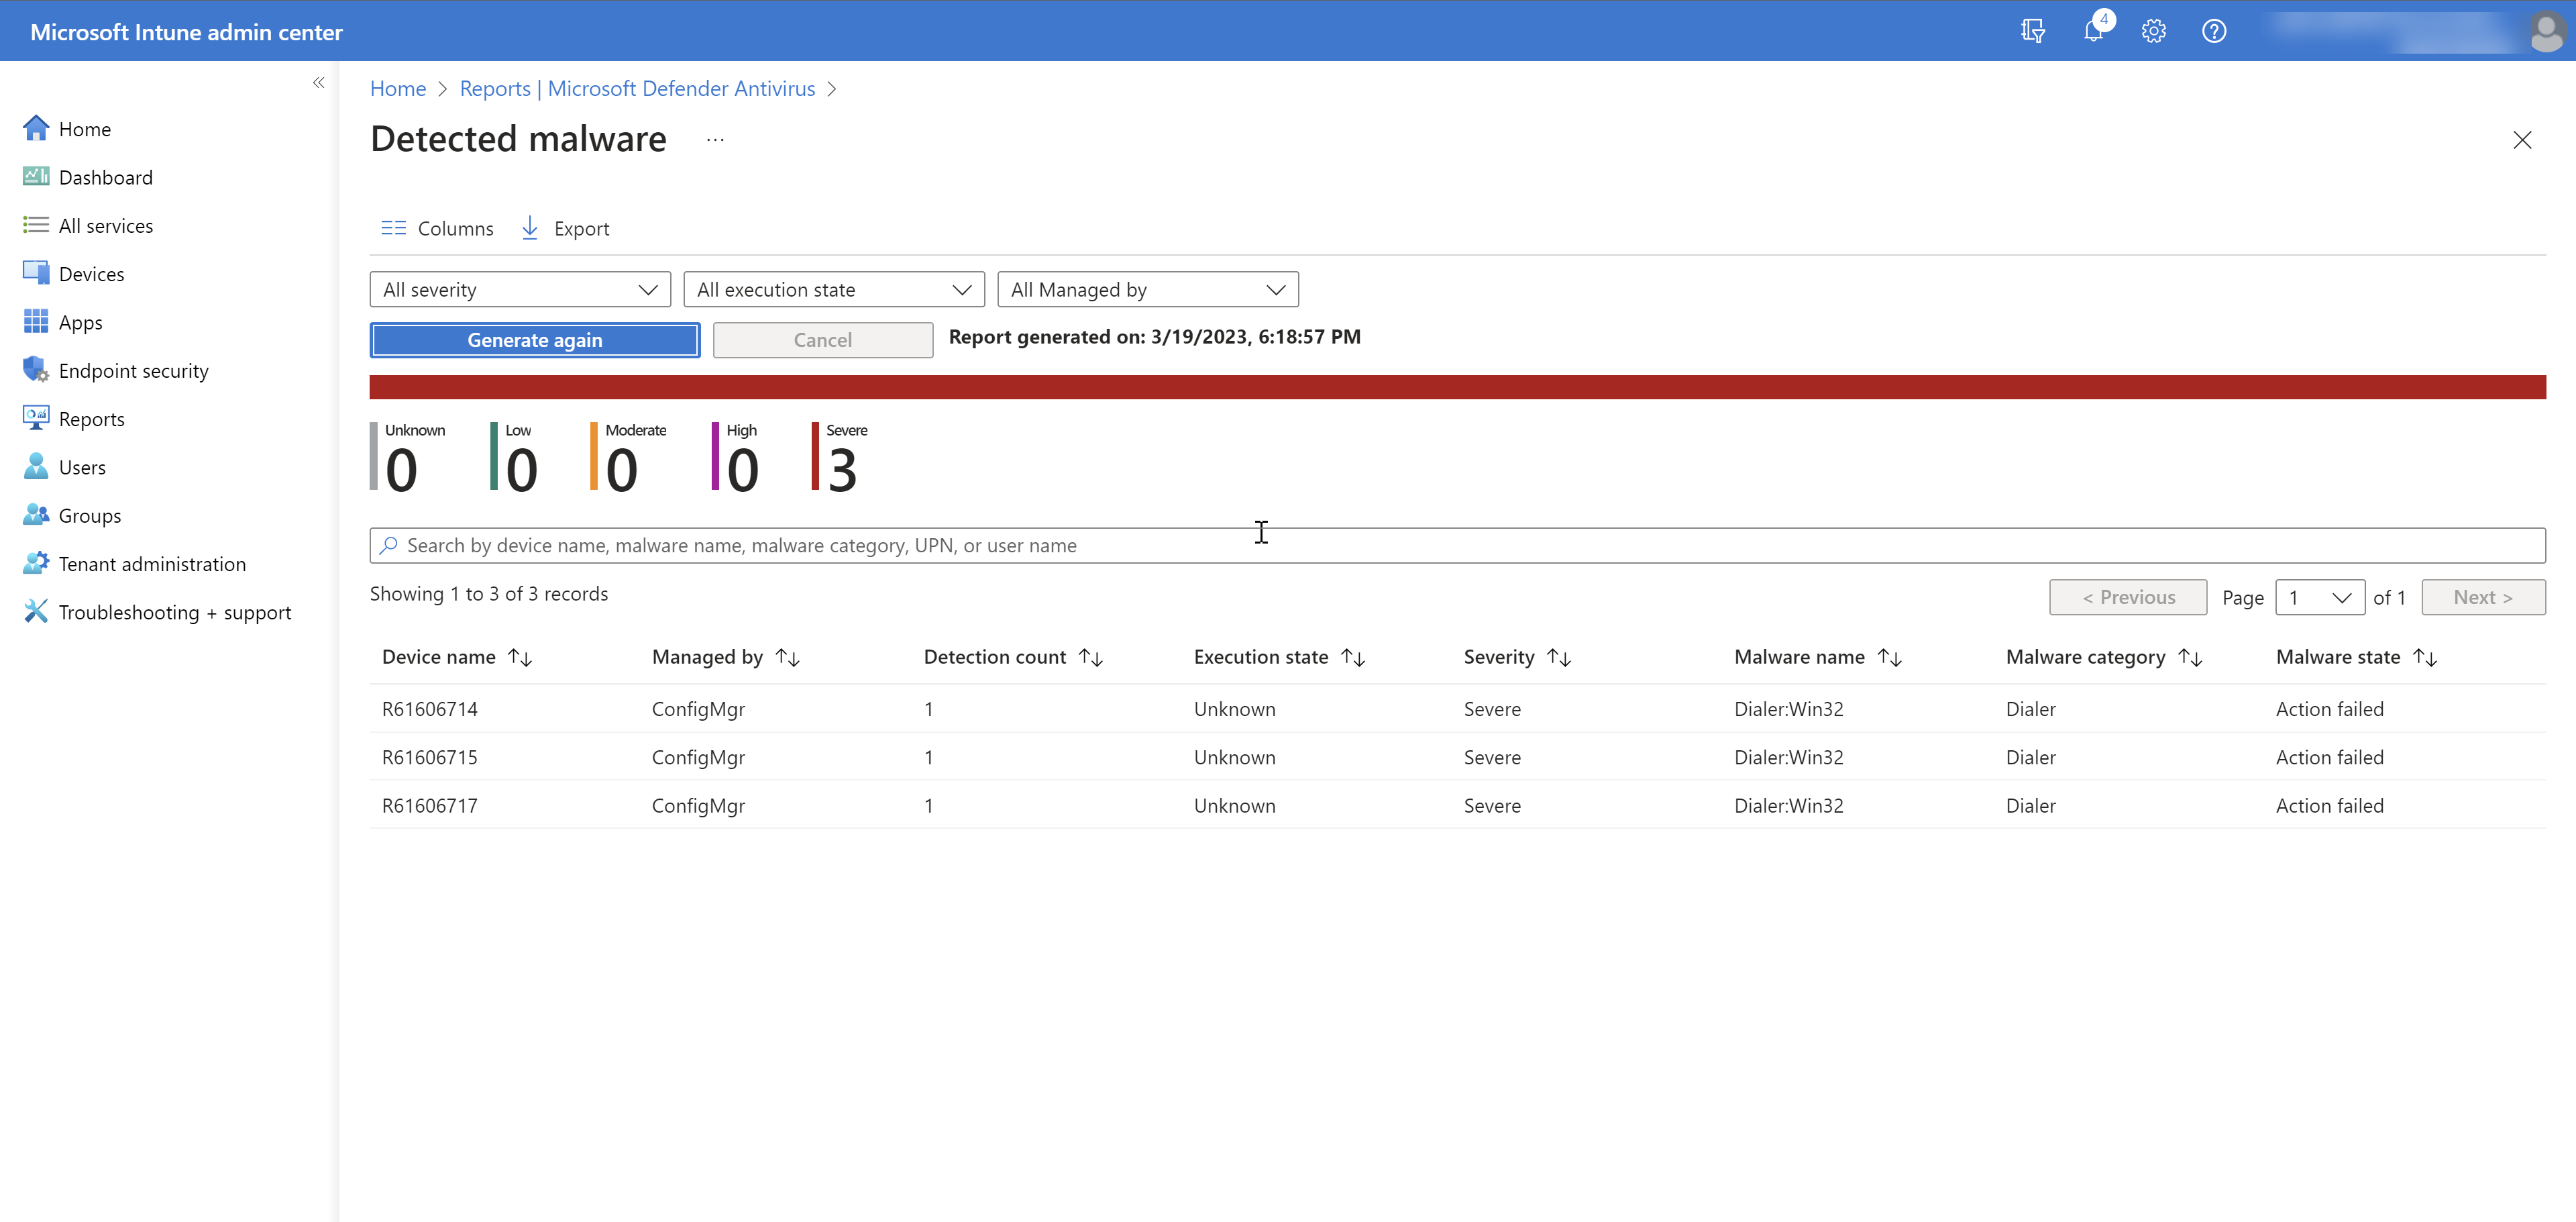 Microsoft Intune admin center
4
Home > Reports | Microsoft Defender Antivirus >
Detected malware ...
Home
Dashboard
All services
Devices
Apps
Endpoint security
Reports
Users
Groups
Tenant administration
Troubleshooting + support
Columns Export
All severity All execution state All Managed by
Generate again Cancel Report generated on: 3/19/2023, 6:18:57 PM
Unknown Low Moderate High Severe
0 0 0 0 3
Search by device name, malware name, malware category, UPN, or user name
Showing 1 to 3 of 3 records < Previous Page 1 of 1 Next >
Device name Managed by Detection count Execution state Severity Malware name Malware category Malware state
R61606714 ConfigMgr 1 Unknown Severe Dialer:Win32 Dialer Action failed
R61606715 ConfigMgr 1 Unknown Severe Dialer:Win32 Dialer Action failed
R61606717 ConfigMgr 1 Unknown Severe Dialer:Win32 Dialer Action failed